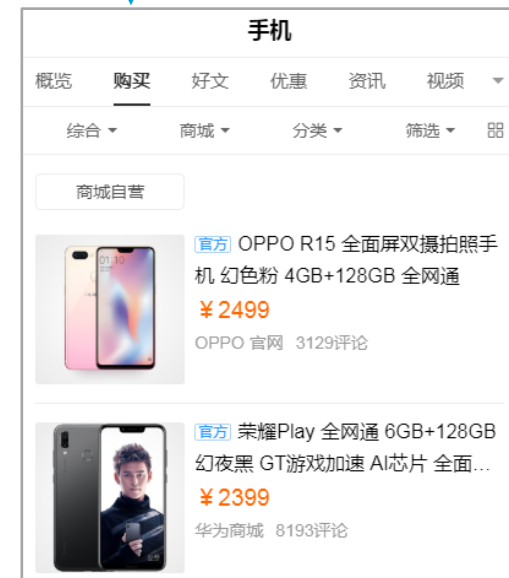 手机
概览 购买 好文 优惠 资讯 视频
综合 商城 分类 筛选
商城自营
官方 OPPO R15 全面屏双摄拍照手
机 幻色粉 4GB+128GB 全网通
￥2499
OPPO 官网 3129评论
官方 荣耀Play 全网通 6GB+128GB
幻夜黑 GT游戏加速 AI芯片 全面…
￥2399
华为商城 8193评论